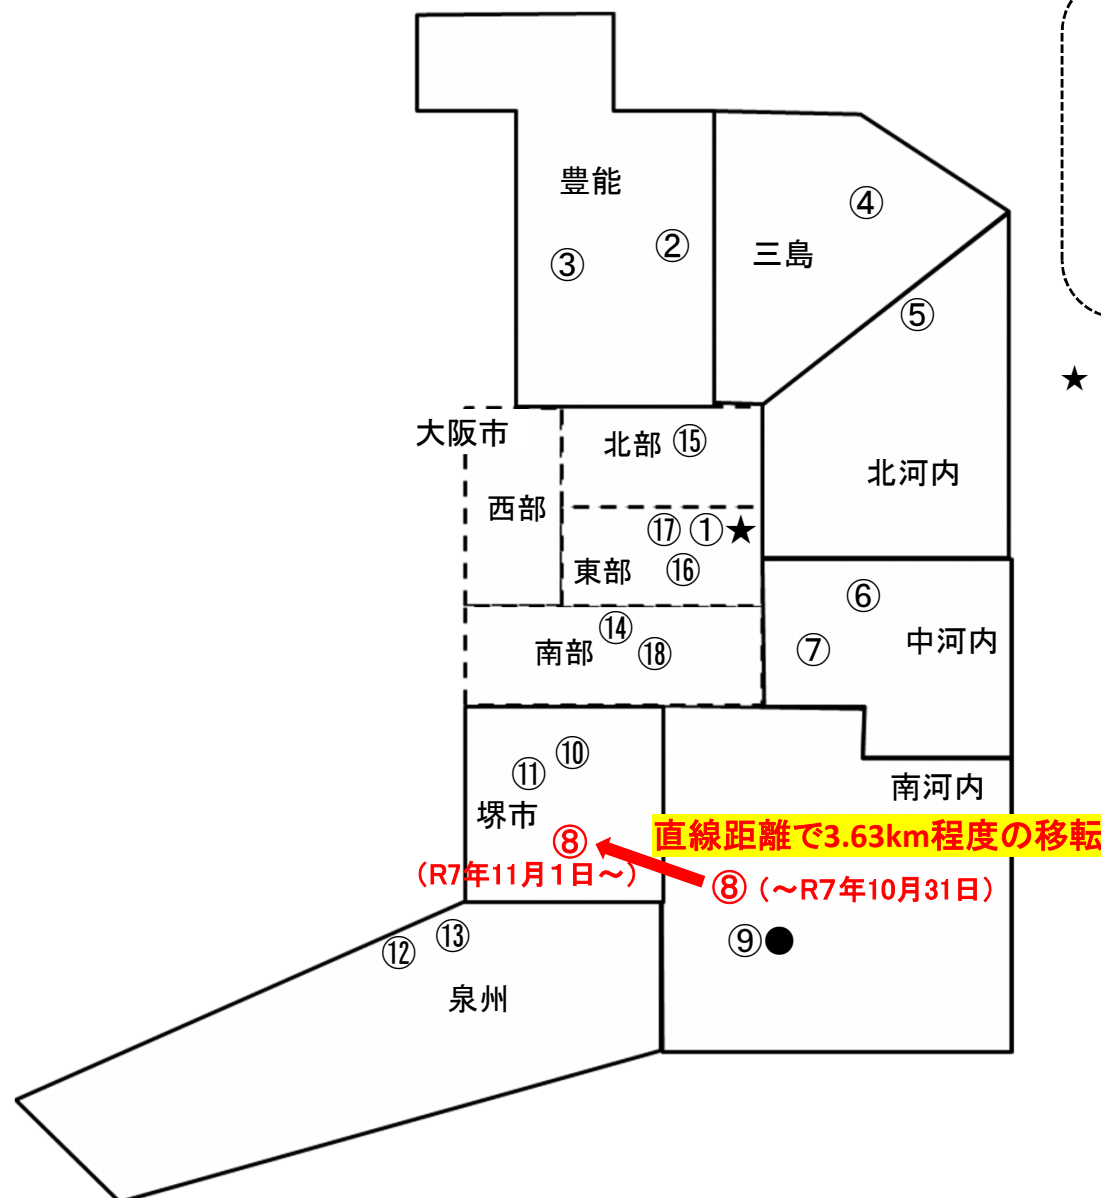 豊能
④
②
三島
③
⑤
★
大阪市
北部 ⑮
北河内
西部
⑰ ① ★
東部 ⑯
⑥
⑭
中河内
南部 ⑱
⑦
⑩
⑪
南河内
堺市
⑧
直線距離で3.63km程度の移転
(R7年11月1日～)
⑧ (～R7年10月31日)
⑬
⑨●
⑫
泉州